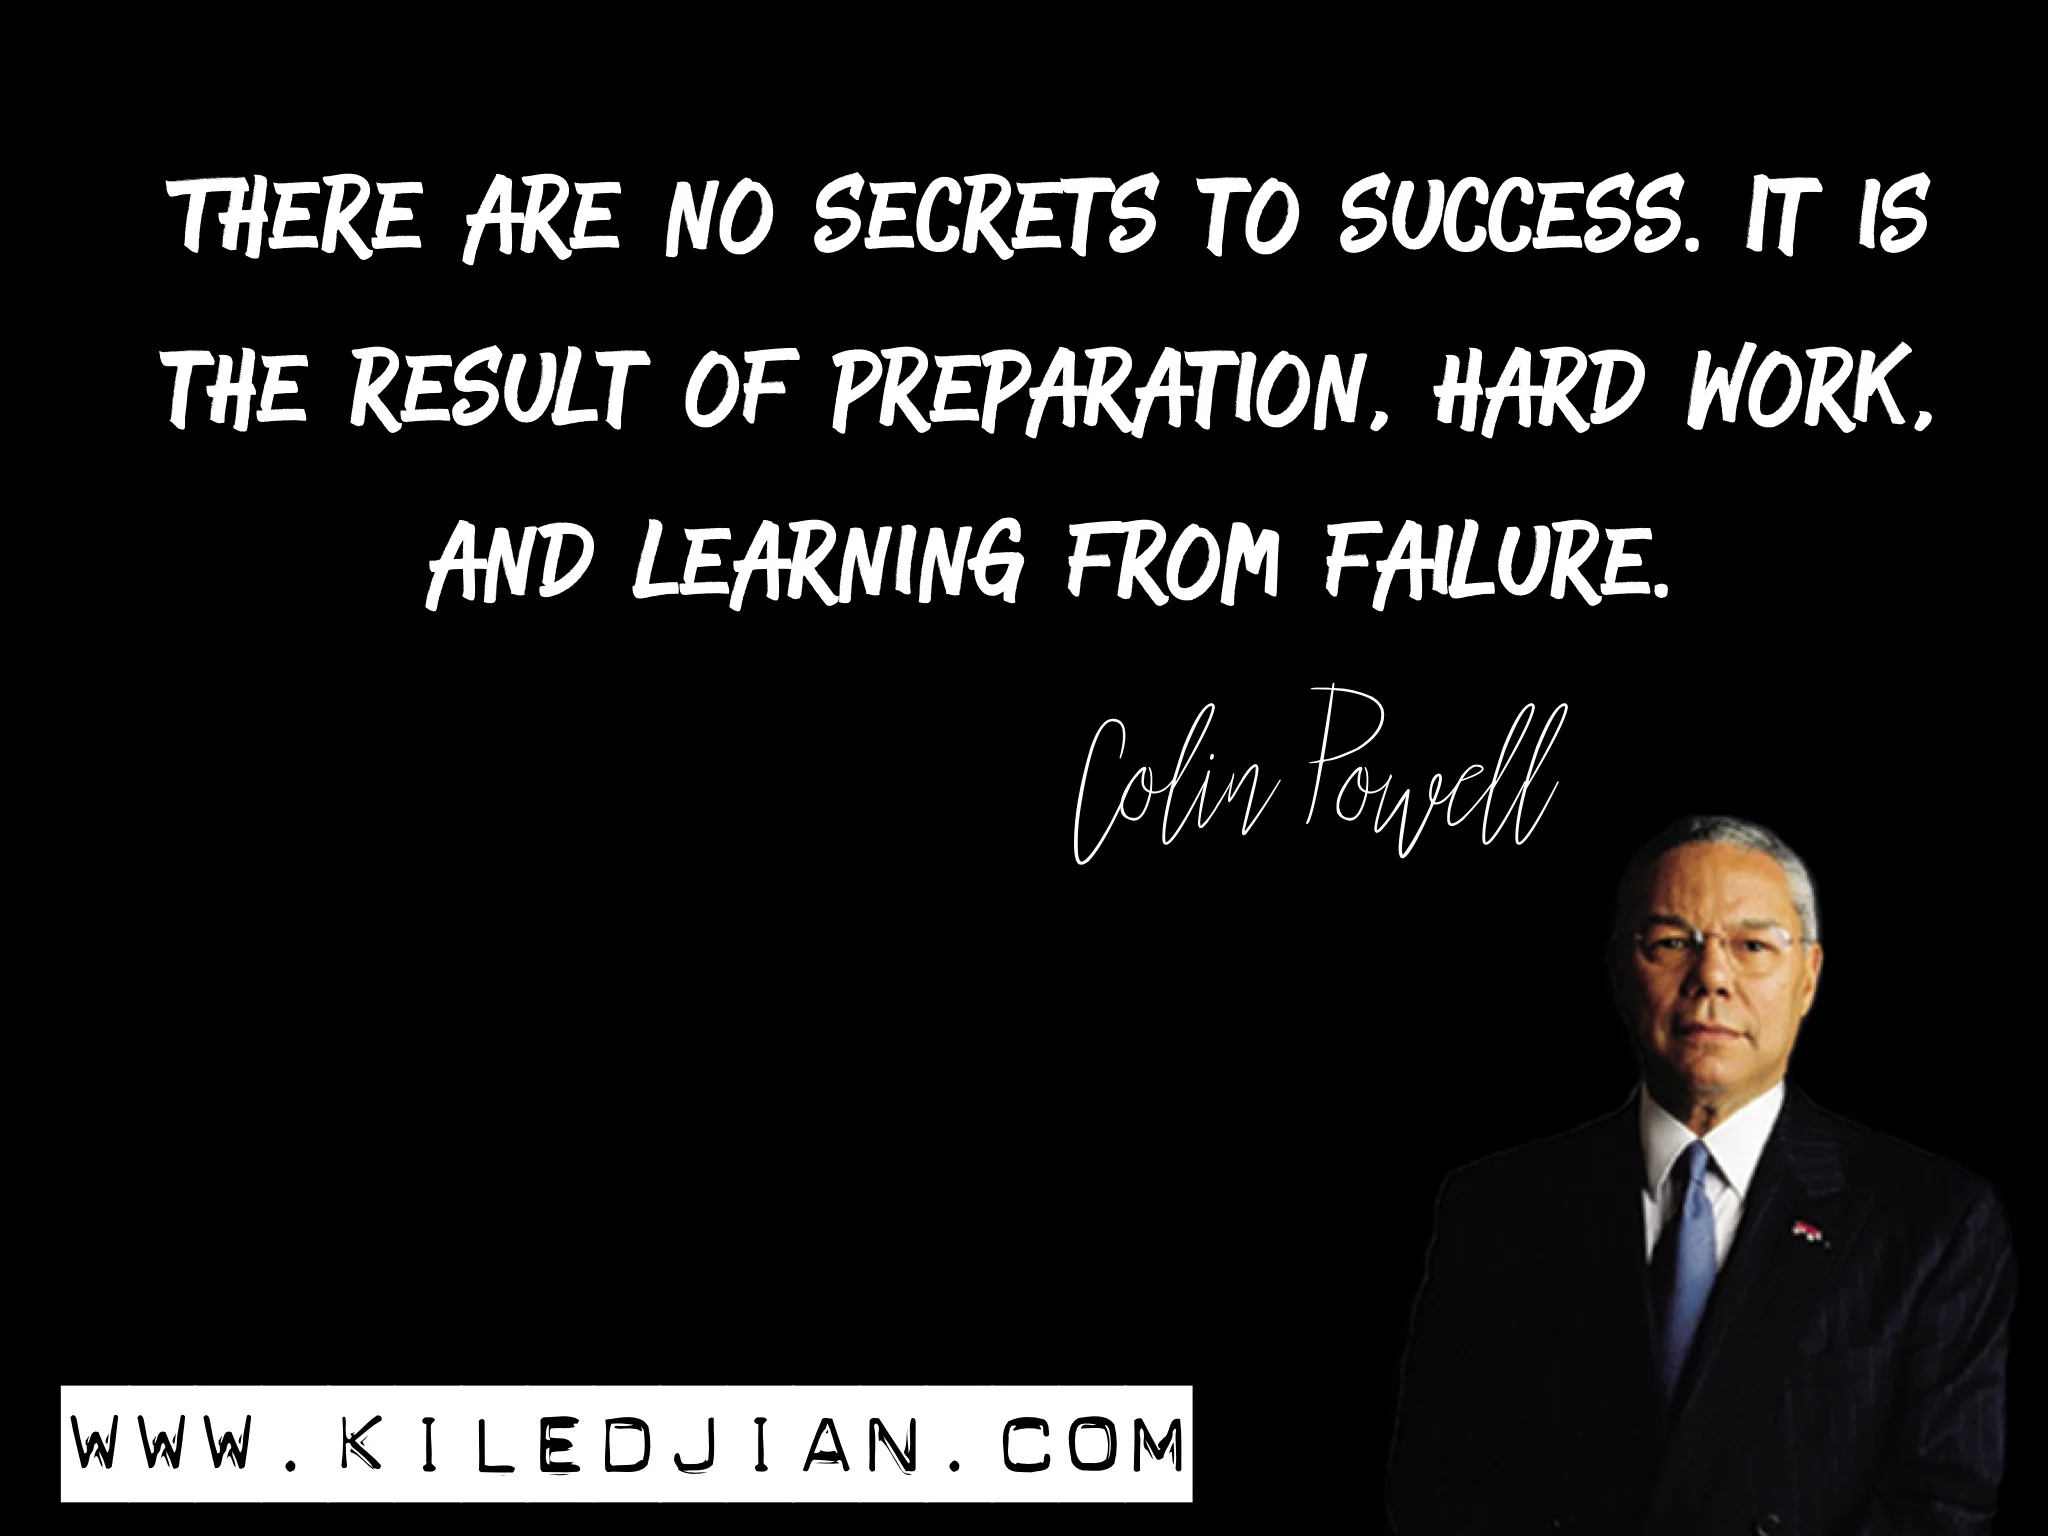 THERE ARE NO SECRETS TO SUCCESS. IT IS
THE RESULT OF PREPARATION, HARD WORK,
AND LEARNING FROM FAILURE.
Colin Powell
WWW.KILEDJIAN.COM